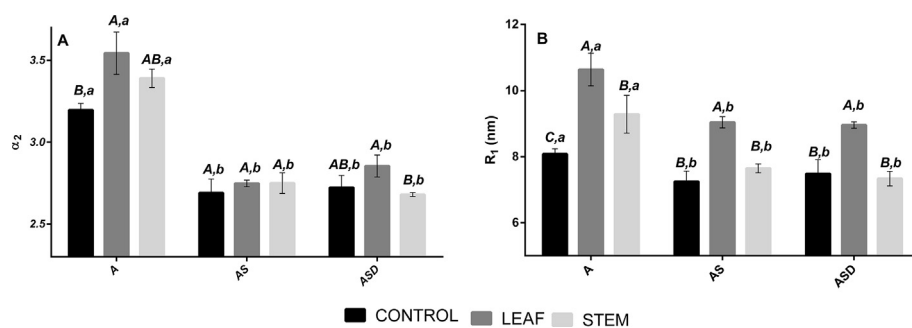 A
α2
3.5
3.0
2.5
B,a
A,a
AB,a
A,b
A,b
A,b
AB,b
A,b
B,b
A
AS
ASD
B
R1 (nm)
12
10
8
6
C,a
A,a
B,a
B,b
A,b
B,b
B,b
A,b
B,b
A
AS
ASD
CONTROL LEAF STEM